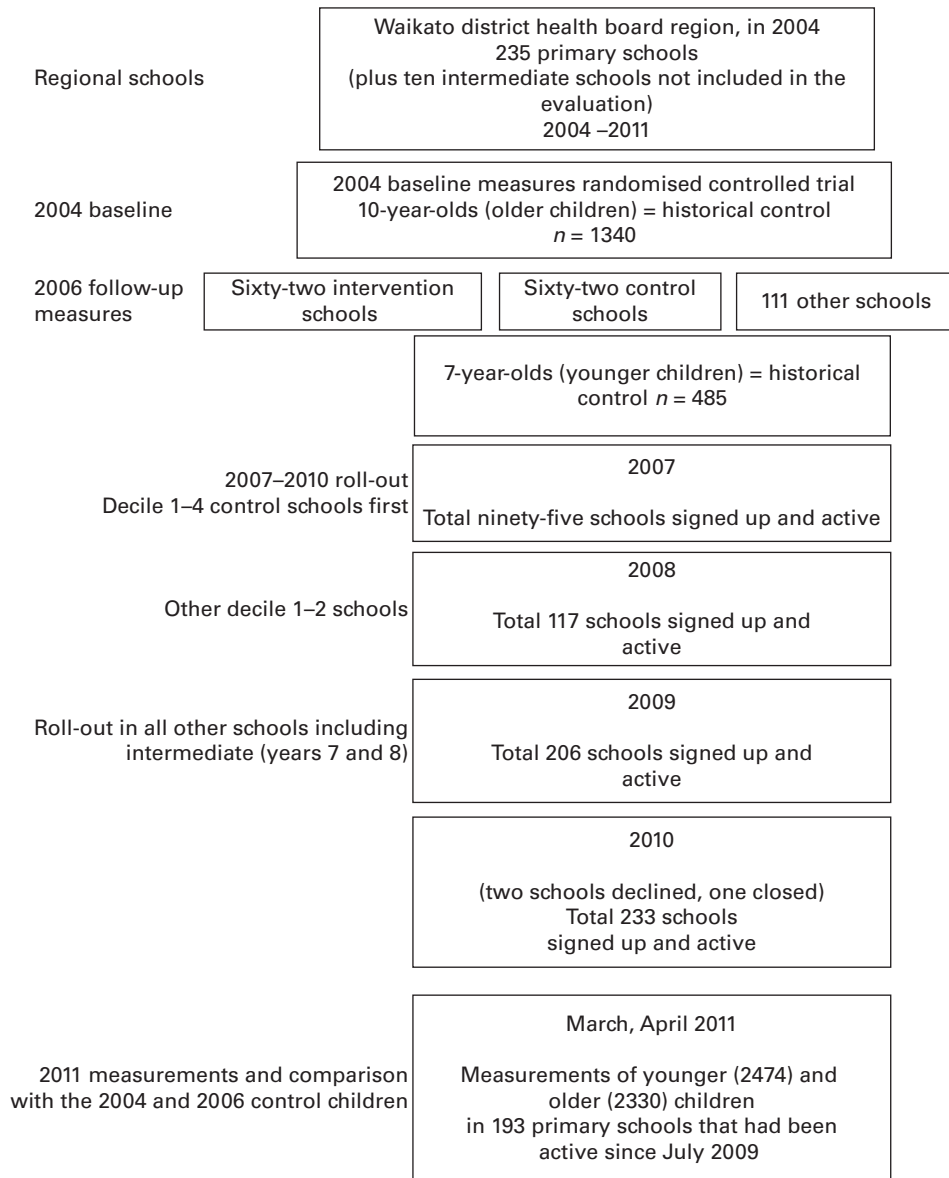 Regional schools
Waikato district health board region, in 2004
235 primary schools
(plus ten intermediate schools not included in the
evaluation)
2004 –2011
2004 baseline
2004 baseline measures randomised controlled trial
10-year-olds (older children) = historical control
n = 1340
2006 follow-up
measures
Sixty-two intervention
schools
Sixty-two control
schools
111 other schools
7-year-olds (younger children) = historical
control n = 485
2007–2010 roll-out
Decile 1–4 control schools first
2007
Total ninety-five schools signed up and active
Other decile 1–2 schools
2008
Total 117 schools signed up and
active
Roll-out in all other schools including
intermediate (years 7 and 8)
2009
Total 206 schools signed up and
active
2010
(two schools declined, one closed)
Total 233 schools
signed up and active
2011 measurements and comparison
with the 2004 and 2006 control children
March, April 2011
Measurements of younger (2474) and
older (2330) children
in 193 primary schools that had been
active since July 2009